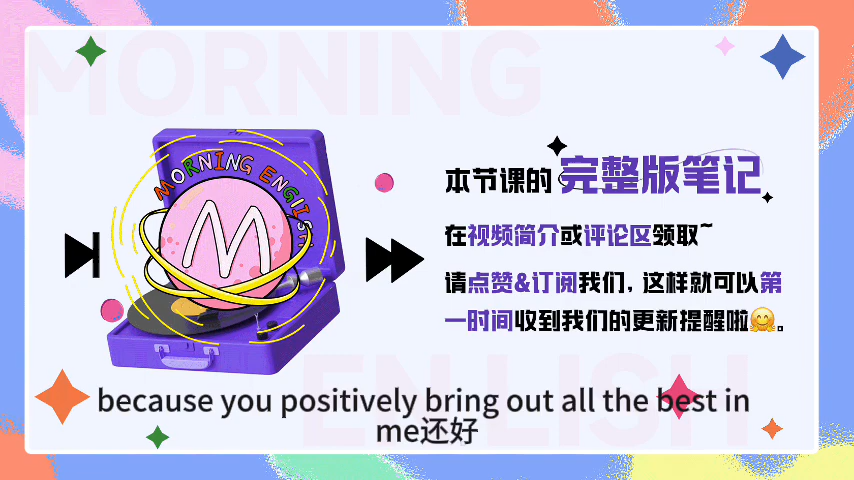 MORNING
MORNING ENGLISH
M
本节课的 完整版笔记
在视频简介或评论区领取~
请点赞&订阅我们，这样就可以第
一时间收到我们的更新提醒啦🤗。
ENGLISH
because you positively bring out all the best in
me还好